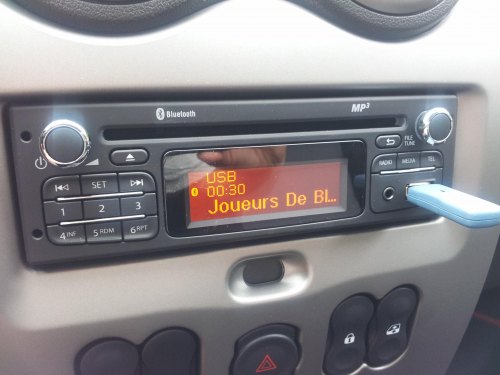 Bluetooth
MP3
FILE
TUNE
SET
RADIO MEDIA TEL
USB
00:30
Joueurs De Bl...
1 2 3
4 INF 5 RDM 6 RPT